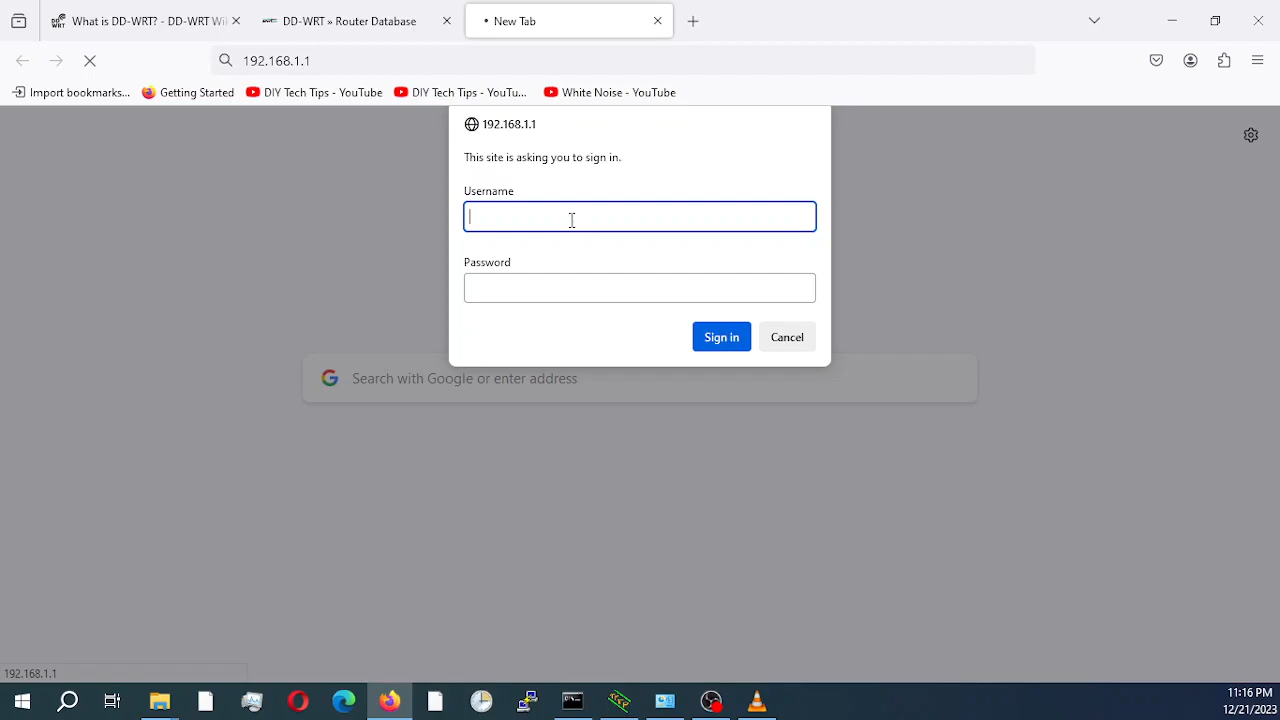 What is DD-WRT? - DD-WRT Wi
DD-WRT » Router Database
New Tab
192.168.1.1
Import bookmarks...
Getting Started
DIY Tech Tips - YouTube
DIY Tech Tips - YouTu...
White Noise - YouTube
192.168.1.1
This site is asking you to sign in.
Username
Password
Sign in
Cancel
Search with Google or enter address
192.168.1.1
11:16 PM
12/21/2023